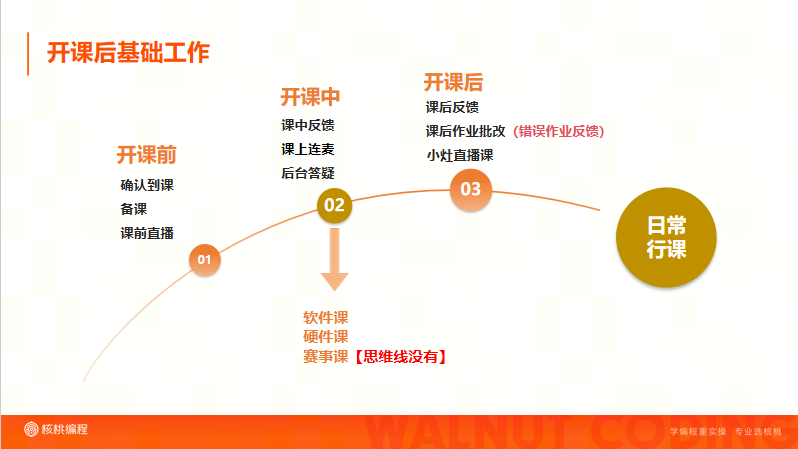 开课后基础工作
开课前
确认到课
备课
课前直播
01
开课中
课中反馈
课上连麦
后台答疑
02
软件课
硬件课
赛事课【思维线没有】
开课后
课后反馈
课后作业批改（错误作业反馈）
小灶直播课
03
日常
行课
核桃编程
WALNUT CODING
学编程重实操 专业选核桃